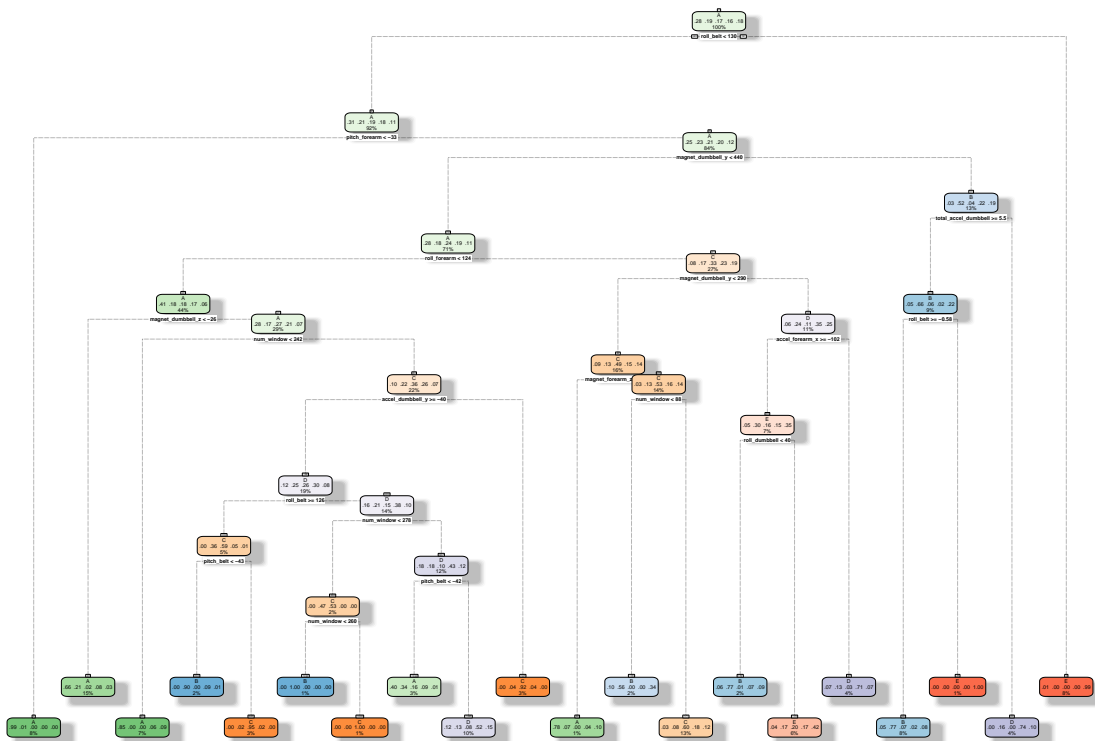 A
.28 .19 .17 .16 .18
100%
roll_belt < 130
A
.31 .21 .19 .18 .11
92%
pitch_forearm < −33
A
.25 .23 .21 .20 .12
84%
magnet_dumbbell_y < 440
B
.03 .52 .04 .22 .19
13%
total_accel_dumbbell >= 5.5
A
.28 .18 .24 .19 .11
71%
roll_forearm < 124
C
.08 .17 .33 .23 .19
27%
magnet_dumbbell_y < 290
A
.41 .18 .18 .17 .06
44%
magnet_dumbbell_z < −26
B
.05 .66 .06 .02 .22
9%
roll_belt >= −0.58
A
.28 .17 .27 .21 .07
29%
num_window < 242
D
.06 .24 .11 .35 .25
11%
accel_forearm_x >= −102
C
.09 .13 .49 .15 .14
16%
magnet_forearm_z
C
.10 .22 .36 .26 .07
22%
accel_dumbbell_y >= −40
C
.03 .13 .53 .16 .14
14%
num_window < 88
E
.05 .30 .16 .15 .35
7%
roll_dumbbell < 40
D
.12 .25 .26 .30 .08
19%
roll_belt >= 126
D
.16 .21 .15 .38 .10
14%
num_window < 278
C
.00 .36 .59 .05 .01
5%
pitch_belt < −43
D
.18 .18 .10 .43 .12
12%
pitch_belt < −42
C
.00 .47 .53 .00 .00
2%
num_window < 260
A
.66 .21 .02 .08 .03
15%
B
.00 .90 .00 .09 .01
2%
B
.00 1.00 .00 .00 .00
1%
A
.40 .34 .16 .09 .01
3%
C
.00 .04 .92 .04 .00
3%
B
.10 .56 .00 .00 .34
2%
B
.06 .77 .01 .07 .09
2%
D
.07 .13 .03 .71 .07
4%
E
.00 .00 .00 .00 1.00
1%
E
.01 .00 .00 .00 .99
8%
A
.99 .01 .00 .00 .00
8%
A
.85 .00 .00 .06 .09
7%
C
.00 .02 .95 .02 .00
3%
C
.00 .00 1.00 .00 .00
1%
D
.12 .13 .08 .52 .15
10%
A
.78 .07 .00 .04 .10
1%
C
.03 .08 .60 .18 .12
13%
E
.04 .17 .20 .17 .42
6%
B
.05 .77 .07 .02 .08
8%
D
.00 .16 .00 .74 .10
4%